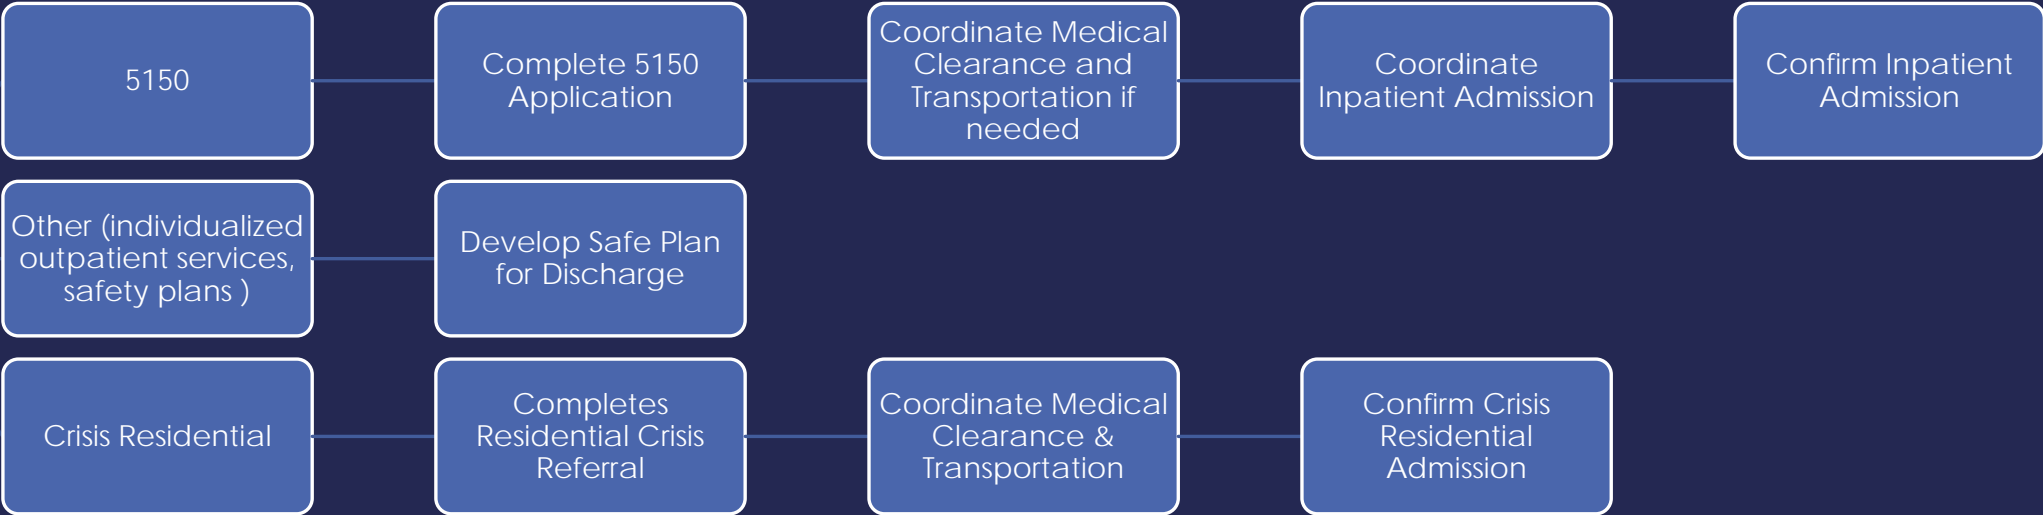 5150
Complete 5150
Application
Coordinate Medical
Clearance and
Transportation if
needed
Coordinate
Inpatient Admission
Confirm Inpatient
Admission
Other (individualized
outpatient services,
safety plans )
Develop Safe Plan
for Discharge
Crisis Residential
Completes
Residential Crisis
Referral
Coordinate Medical
Clearance &
Transportation
Confirm Crisis
Residential
Admission